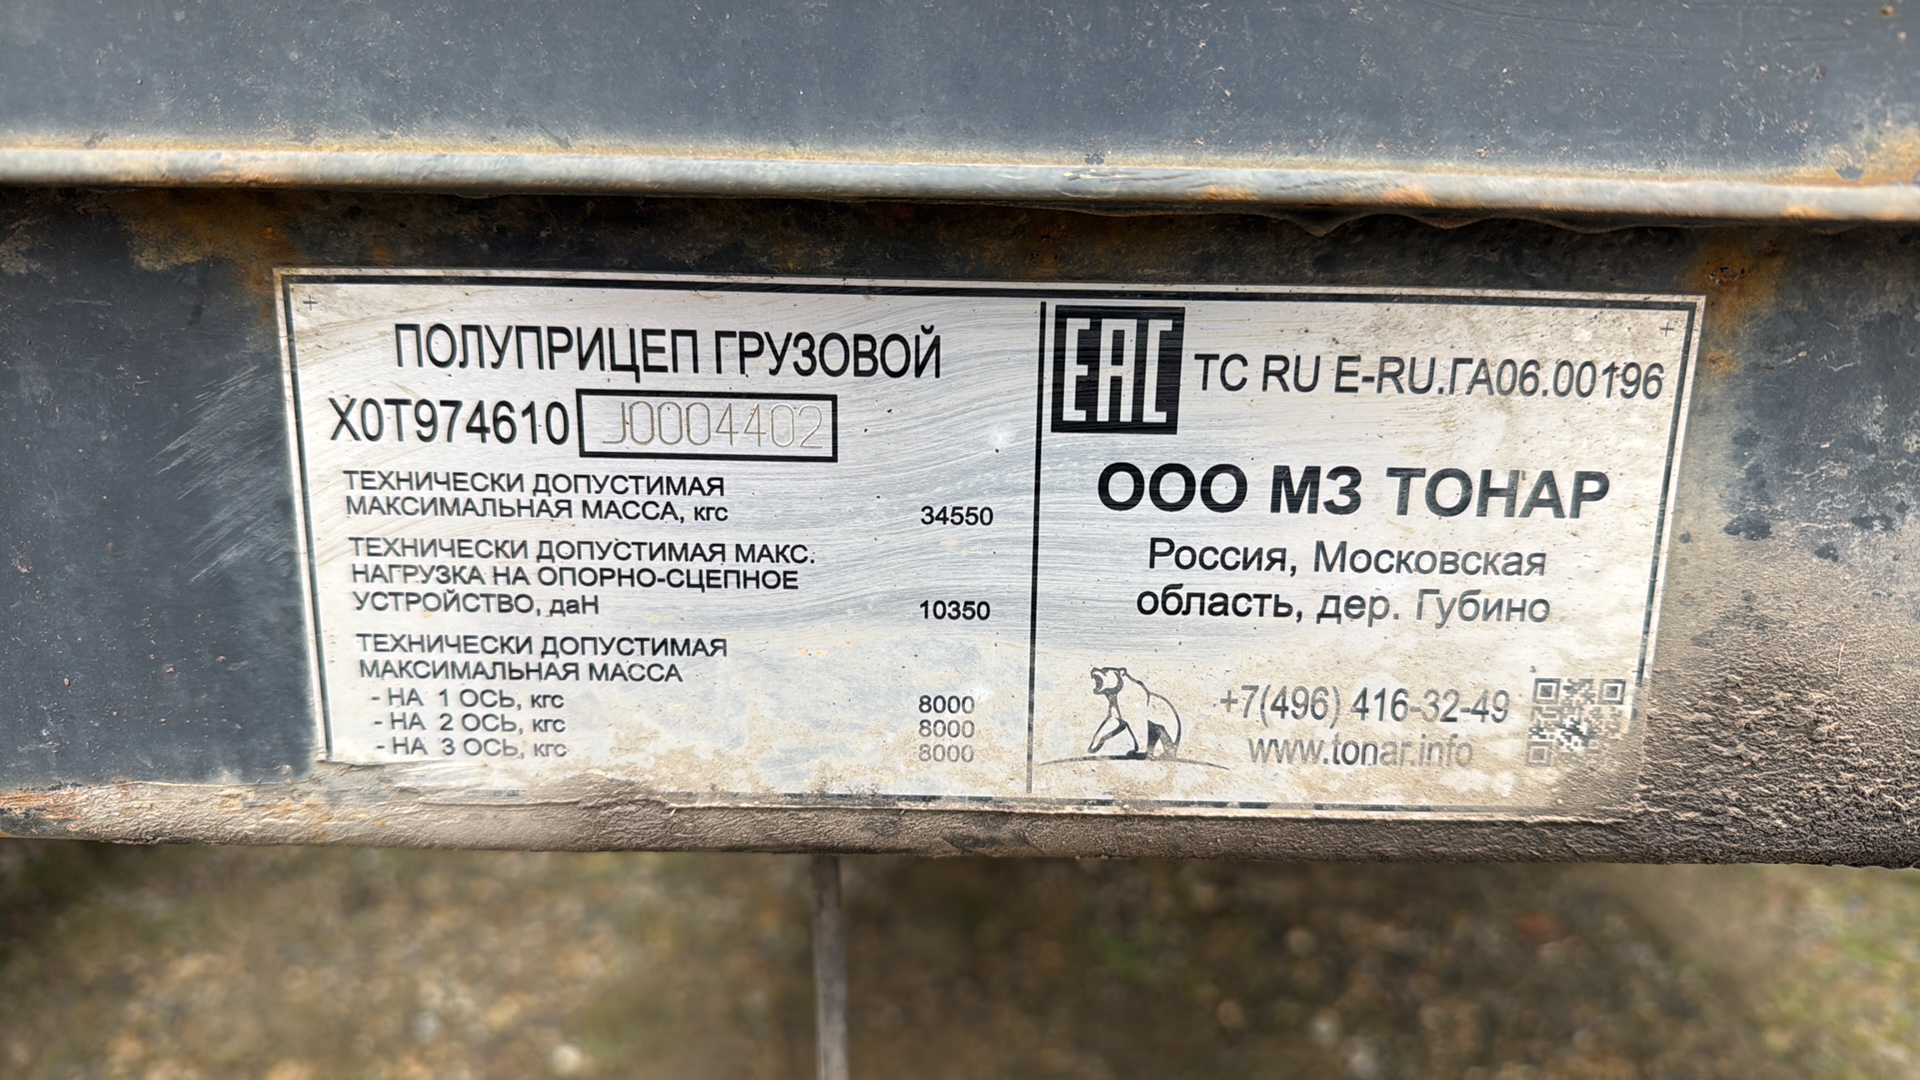 ПОЛУПРИЦЕП ГРУЗОВОЙ
X0T974610 J0004402
ТЕХНИЧЕСКИ ДОПУСТИМАЯ
МАКСИМАЛЬНАЯ МАССА, кгс 34550
ТЕХНИЧЕСКИ ДОПУСТИМАЯ МАКС.
НАГРУЗКА НА ОПОРНО-СЦЕПНОЕ
УСТРОЙСТВО, даН 10350
ТЕХНИЧЕСКИ ДОПУСТИМАЯ
МАКСИМАЛЬНАЯ МАССА
- НА 1 ОСЬ, кгс 8000
- НА 2 ОСЬ, кгс 8000
- НА 3 ОСЬ, кгс 8000
EAC TC RU E-RU.ГА06.00196
ООО МЗ ТОНАР
Россия, Московская
область, дер. Губино
+7(496) 416-32-49
www.tonar.info